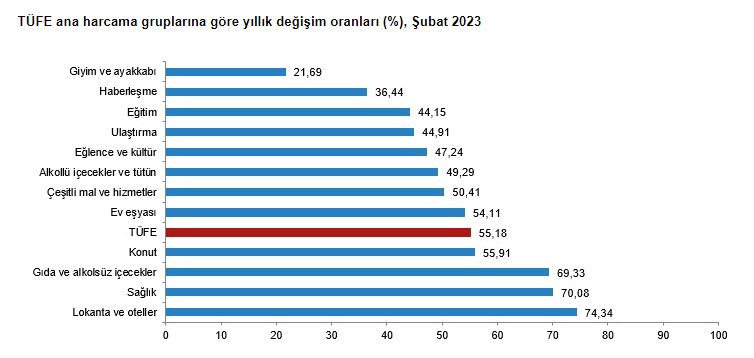 TÜFE ana harcama gruplarına göre yıllık değişim oranları (%), Şubat 2023
Giyim ve ayakkabı 21,69
Haberleşme 36,44
Eğitim 44,15
Ulaştırma 44,91
Eğlence ve kültür 47,24
Alkollü içecekler ve tütün 49,29
Çeşitli mal ve hizmetler 50,41
Ev eşyası 54,11
TÜFE 55,18
Konut 55,91
Gıda ve alkolsüz içecekler 69,33
Sağlık 70,08
Lokanta ve oteller 74,34
0 10 20 30 40 50 60 70 80 90 100